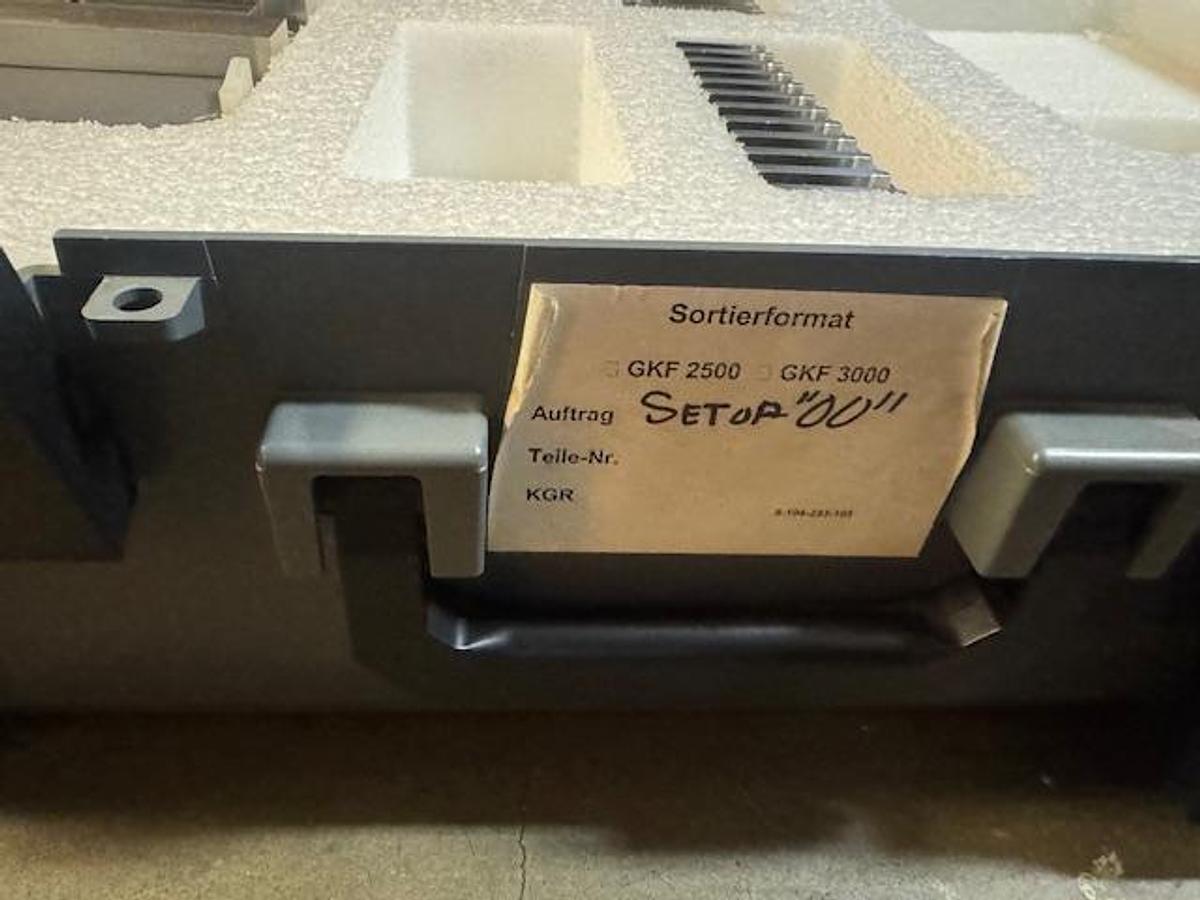 Sortierformat
GKF 2500 GKF 3000
Auftrag SETUP "00"
Teile-Nr.
KGR